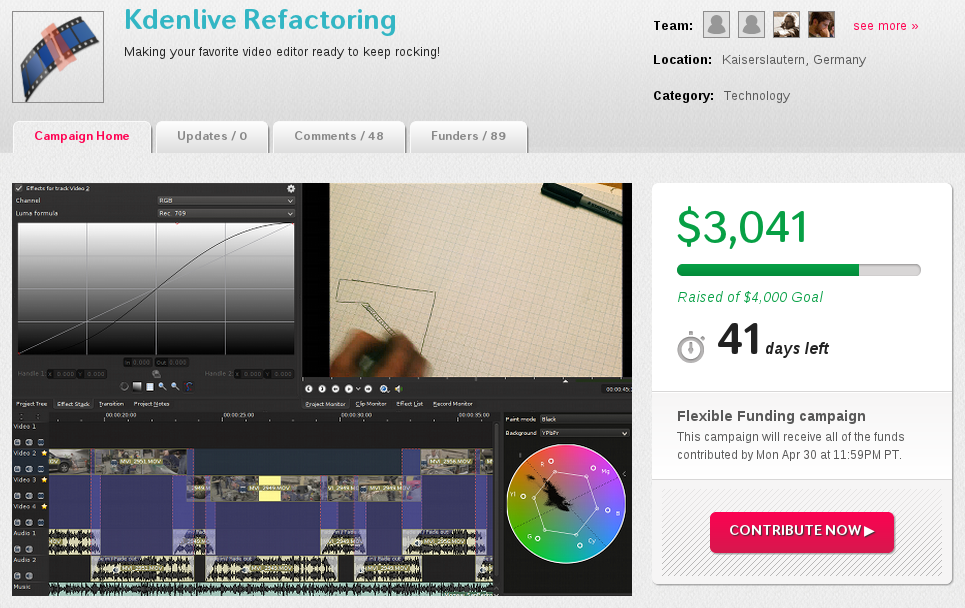 Kdenlive Refactoring
Making your favorite video editor ready to keep rocking!
Team:
see more »
Location: Kaiserslautern, Germany
Category: Technology
Campaign Home
Updates / 0
Comments / 48
Funders / 89
Effects for track Video 2
Channel
RGB
Luma formula
Rec. 709
In 0.000 Out 0.000
Handle 1: X 0.000 Y 0.000
Handle 2: X 0.000 Y 0.000
Project Tree
Effect Stack
Transition
Project Notes
Project Monitor
Clip Monitor
Effect List
Record Monitor
00:00:45:
00:00:20:00
00:00:25:00
00:00:30:00
00:00:35:00
Video 1
Video 2
Video 3
Video 4
Audio 1
Audio 2
Music
MVI_2951.MOV
MVI_2949.MOV
Paint mode
Black
Background
YPbPr
R
Mg
B
Cy
G
Yl
$3,041
Raised of $4,000 Goal
41 days left
Flexible Funding campaign
This campaign will receive all of the funds
contributed by Mon Apr 30 at 11:59PM PT.
CONTRIBUTE NOW ▶